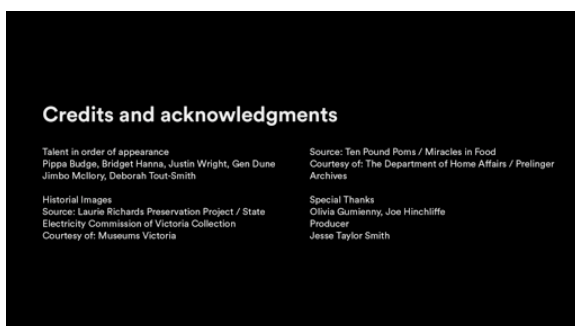 Credits and acknowledgments
Talent in order of appearance
Pippa Budge, Bridget Hanna, Justin Wright, Gen Dune
Jimbo McIlory, Deborah Tout-Smith
Historial Images
Source: Laurie Richards Preservation Project / State
Electricity Commission of Victoria Collection
Courtesy of: Museums Victoria
Source: Ten Pound Poms / Miracles in Food
Courtesy of: The Department of Home Affairs / Prelinger
Archives
Special Thanks
Olivia Gumienny, Joe Hinchliffe
Producer
Jesse Taylor Smith